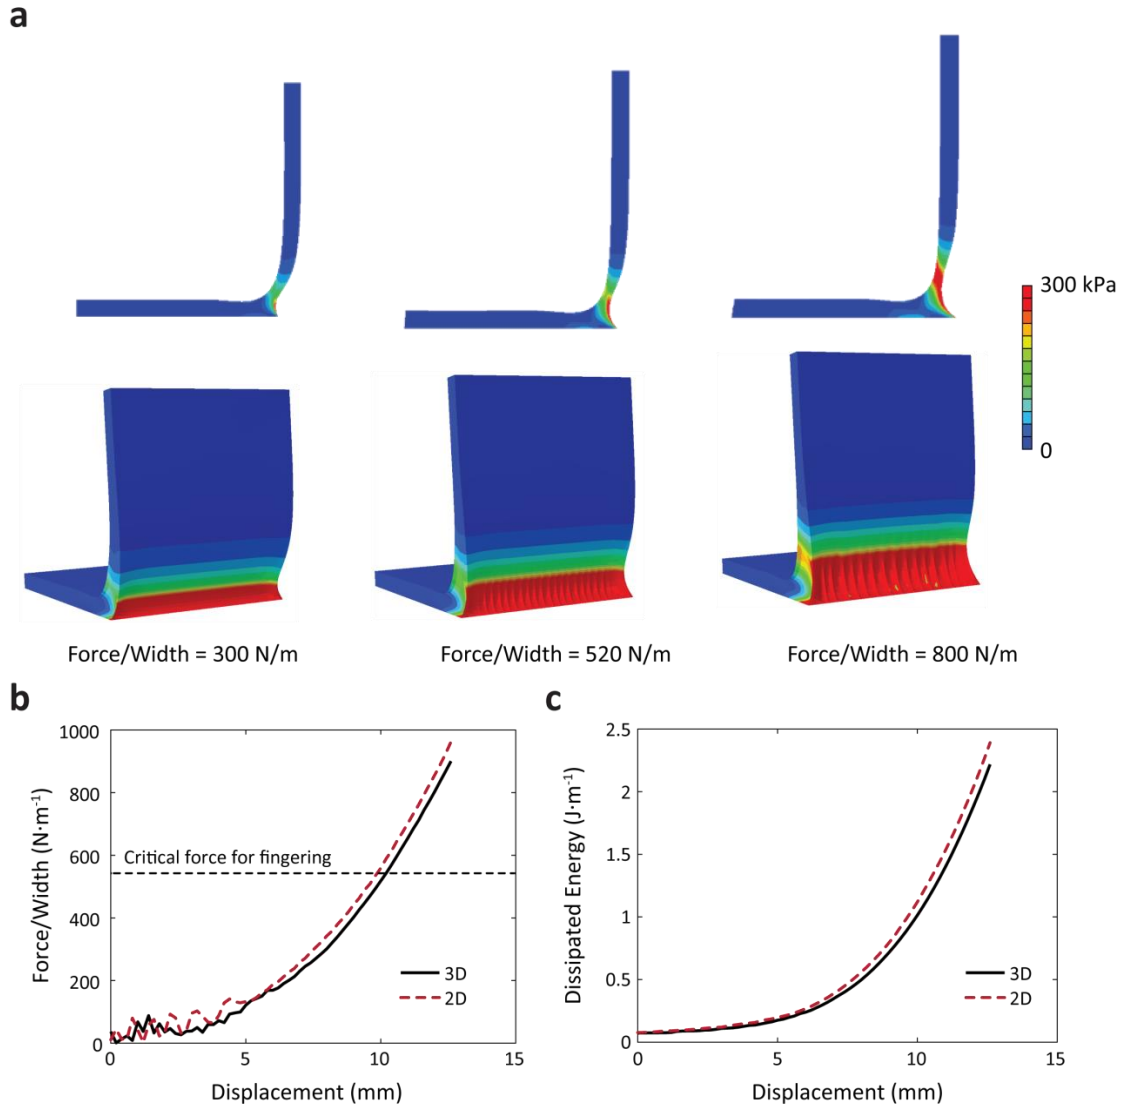 a
300 kPa
0
Force/Width = 300 N/m
Force/Width = 520 N/m
Force/Width = 800 N/m
b
1000
800
600
400
200
0
0
5
10
15
Force/Width (N·m⁻¹)
Displacement (mm)
Critical force for fingering
3D
2D
c
2.5
2
1.5
1
0.5
0
0
5
10
15
Dissipated Energy (J·m⁻¹)
Displacement (mm)
3D
2D